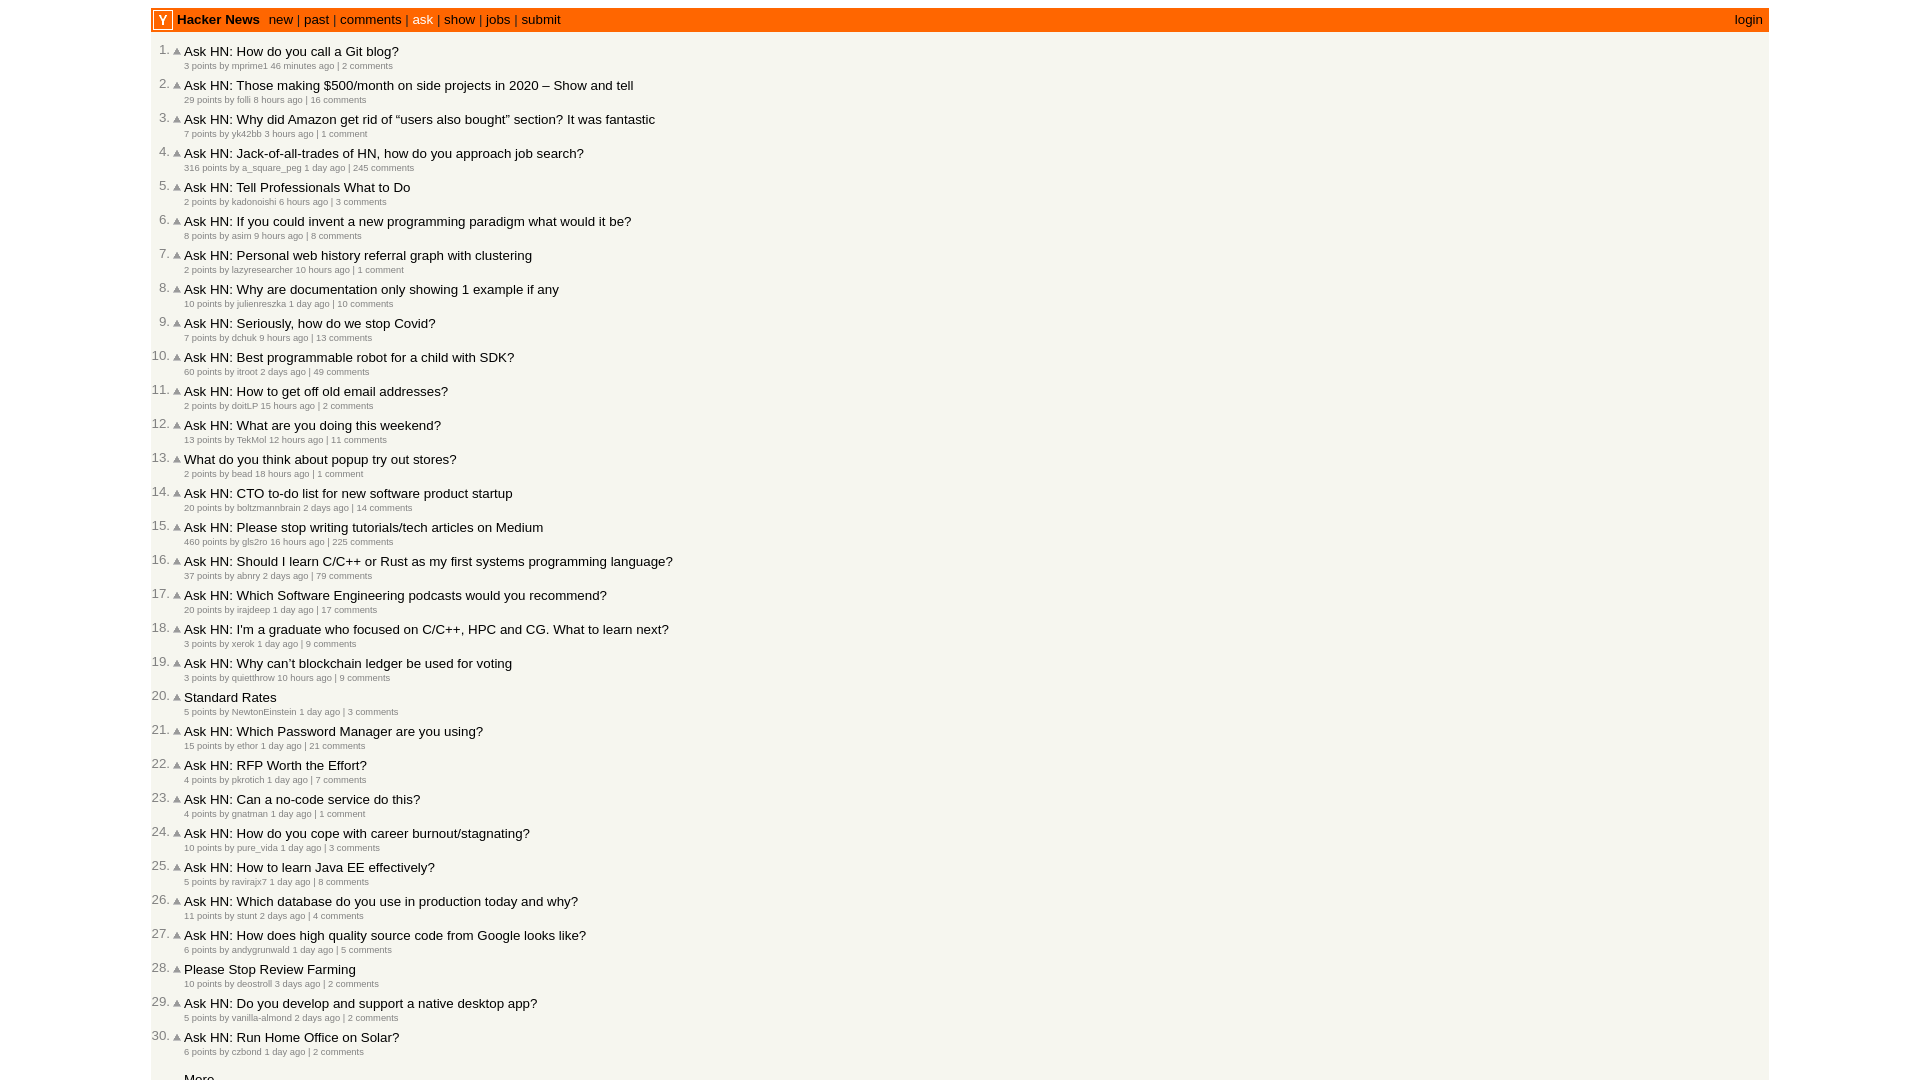 Y Hacker News new | past | comments | ask | show | jobs | submit login
1. Ask HN: How do you call a Git blog?
3 points by mprime1 46 minutes ago | 2 comments
2. Ask HN: Those making $500/month on side projects in 2020 – Show and tell
29 points by folli 8 hours ago | 16 comments
3. Ask HN: Why did Amazon get rid of “users also bought” section? It was fantastic
7 points by yk42bb 3 hours ago | 1 comment
4. Ask HN: Jack-of-all-trades of HN, how do you approach job search?
316 points by a_square_peg 1 day ago | 245 comments
5. Ask HN: Tell Professionals What to Do
2 points by kadonoishi 6 hours ago | 3 comments
6. Ask HN: If you could invent a new programming paradigm what would it be?
8 points by asim 9 hours ago | 8 comments
7. Ask HN: Personal web history referral graph with clustering
2 points by lazyresearcher 10 hours ago | 1 comment
8. Ask HN: Why are documentation only showing 1 example if any
10 points by julienreszka 1 day ago | 10 comments
9. Ask HN: Seriously, how do we stop Covid?
7 points by dchuk 9 hours ago | 13 comments
10. Ask HN: Best programmable robot for a child with SDK?
60 points by itroot 2 days ago | 49 comments
11. Ask HN: How to get off old email addresses?
2 points by doitLP 15 hours ago | 2 comments
12. Ask HN: What are you doing this weekend?
13 points by TekMol 12 hours ago | 11 comments
13. What do you think about popup try out stores?
2 points by bead 18 hours ago | 1 comment
14. Ask HN: CTO to-do list for new software product startup
20 points by boltzmannbrain 2 days ago | 14 comments
15. Ask HN: Please stop writing tutorials/tech articles on Medium
460 points by gls2ro 16 hours ago | 225 comments
16. Ask HN: Should I learn C/C++ or Rust as my first systems programming language?
37 points by abnry 2 days ago | 79 comments
17. Ask HN: Which Software Engineering podcasts would you recommend?
20 points by irajdeep 1 day ago | 17 comments
18. Ask HN: I'm a graduate who focused on C/C++, HPC and CG. What to learn next?
3 points by xerok 1 day ago | 9 comments
19. Ask HN: Why can’t blockchain ledger be used for voting
3 points by quietthrow 10 hours ago | 9 comments
20. Standard Rates
5 points by NewtonEinstein 1 day ago | 3 comments
21. Ask HN: Which Password Manager are you using?
15 points by ethor 1 day ago | 21 comments
22. Ask HN: RFP Worth the Effort?
4 points by pkrotich 1 day ago | 7 comments
23. Ask HN: Can a no-code service do this?
4 points by gnatman 1 day ago | 1 comment
24. Ask HN: How do you cope with career burnout/stagnating?
10 points by pure_vida 1 day ago | 3 comments
25. Ask HN: How to learn Java EE effectively?
5 points by ravirajx7 1 day ago | 8 comments
26. Ask HN: Which database do you use in production today and why?
11 points by stunt 2 days ago | 4 comments
27. Ask HN: How does high quality source code from Google looks like?
6 points by andygrunwald 1 day ago | 5 comments
28. Please Stop Review Farming
10 points by deostroll 3 days ago | 2 comments
29. Ask HN: Do you develop and support a native desktop app?
5 points by vanilla-almond 2 days ago | 2 comments
30. Ask HN: Run Home Office on Solar?
6 points by czbond 1 day ago | 2 comments
More